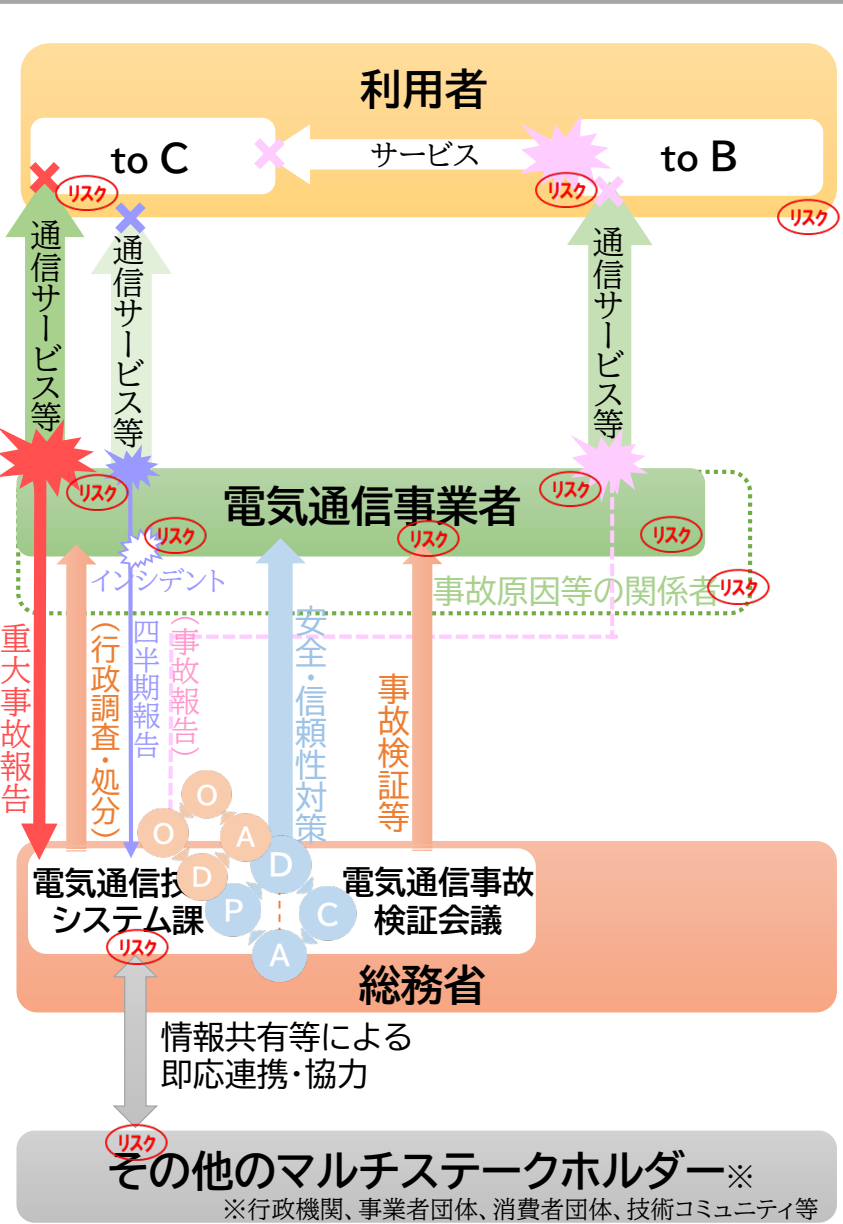 利用者
to C
サービス
to B
リスク
リスク
リスク
通信サービス等
通信サービス等
通信サービス等
リスク
電気通信事業者
リスク
リスク
リスク
リスク
インシデント
事故原因等の関係者
リスク
重大事故報告
（行政調査・処分）
四半期報告
（事故報告）
安全・信頼性対策
事故検証等
O
O
A
D
D
P
C
A
電気通信技
システム課
電気通信事故
検証会議
リスク
総務省
情報共有等による
即応連携・協力
リスク
その他のマルチステークホルダー※
※行政機関、事業者団体、消費者団体、技術コミュニティ等